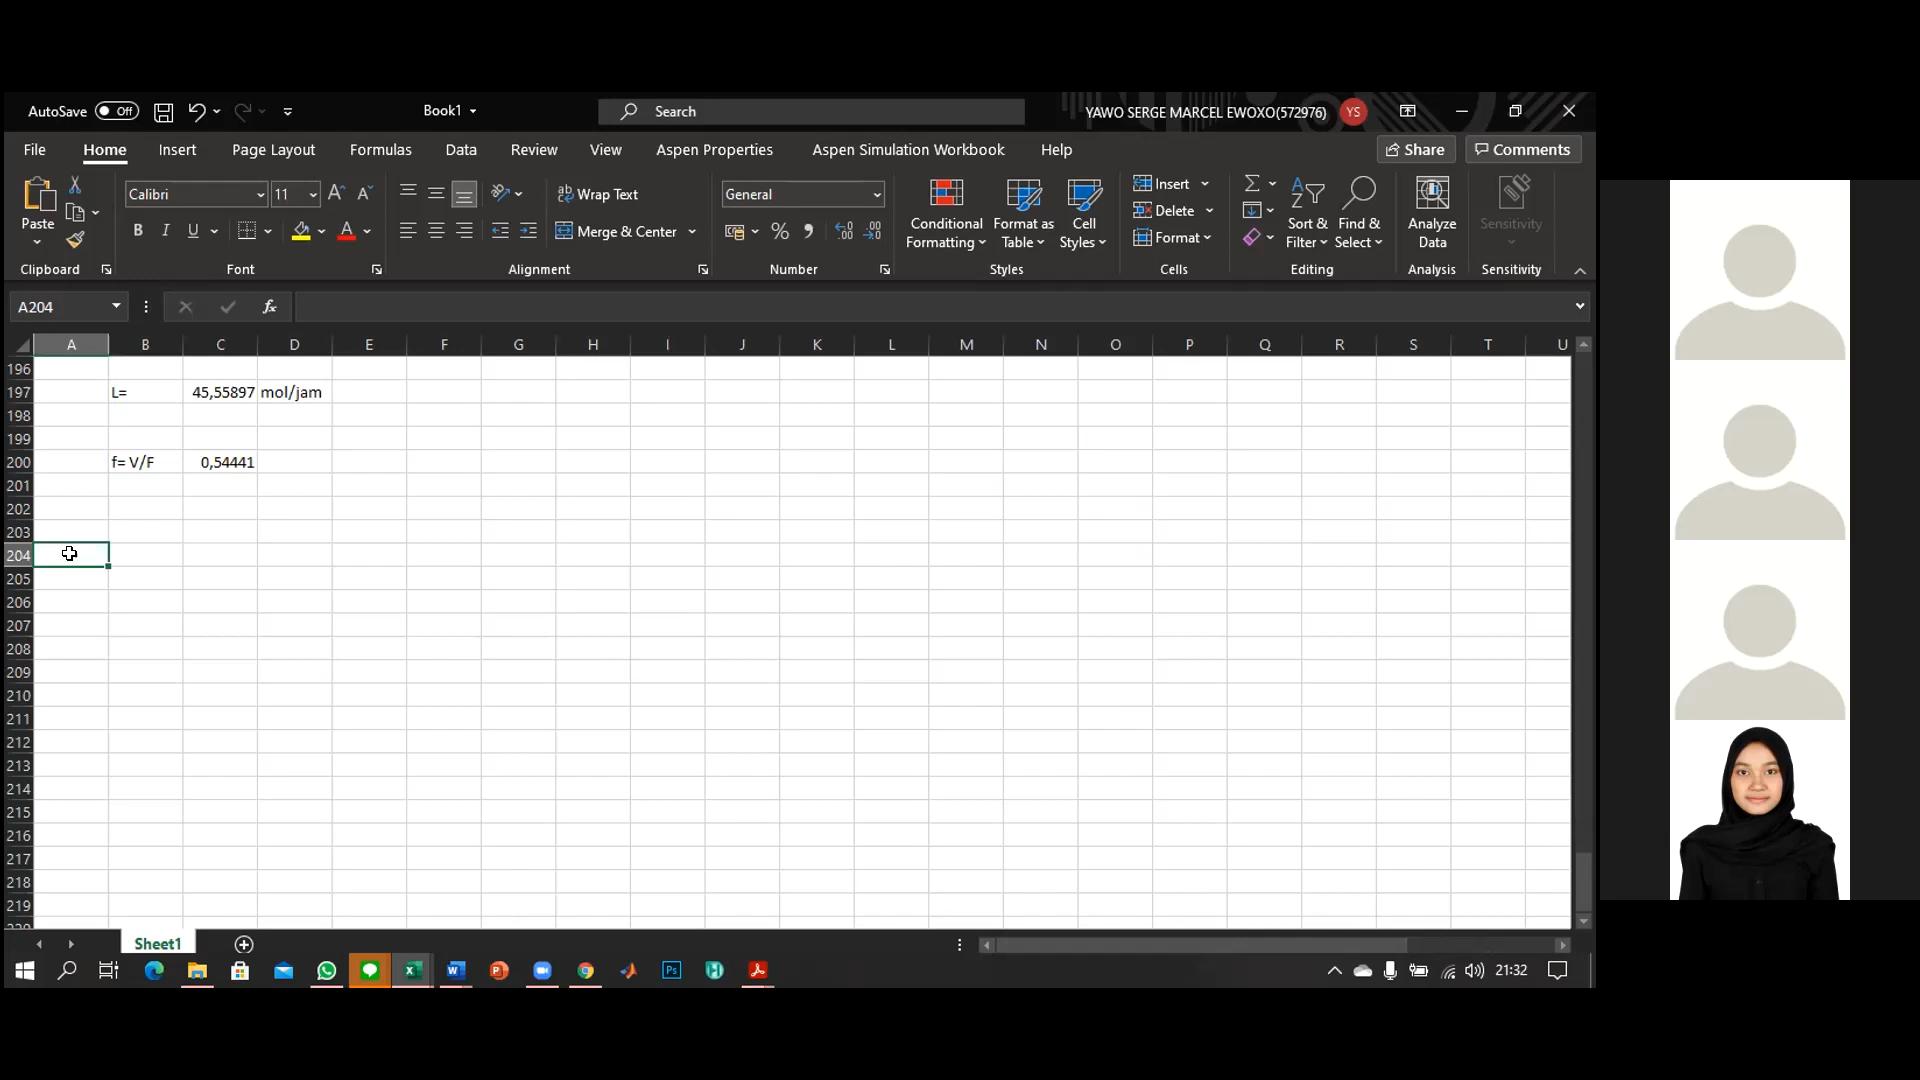 AutoSave Off Book1 Search YAWO SERGE MARCEL EWOXO(572976) YS
File Home Insert Page Layout Formulas Data Review View Aspen Properties Aspen Simulation Workbook Help Share Comments
Paste Calibri 11 A A ab Wrap Text General Conditional Formatting Format as Table Cell Styles Insert Sort & Filter Find & Select Analyze Data Sensitivity
Delete
B I U A Merge & Center % Format
Clipboard Font Alignment Number Styles Cells Editing Analysis Sensitivity
A204 fx
A B C D E F G H I J K L M N O P Q R S T U
196
197 L= 45,55897 mol/jam
198
199
200 f= V/F 0,54441
201
202
203
204
205
206
207
208
209
210
211
212
213
214
215
216
217
218
219
220
Sheet1
21:32